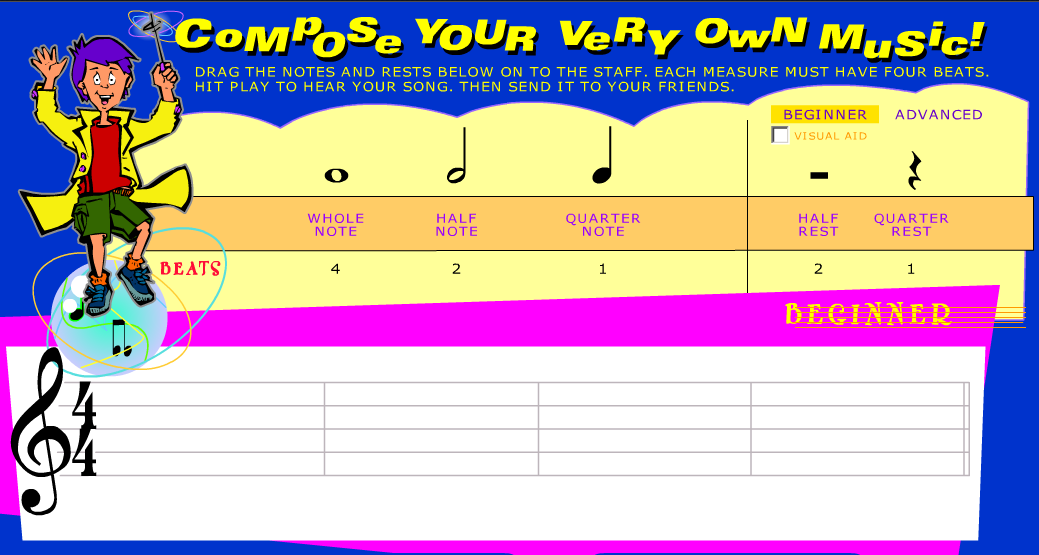 COMPOSE YOUR VERY OWN MUSIC!
DRAG THE NOTES AND RESTS BELOW ON TO THE STAFF. EACH MEASURE MUST HAVE FOUR BEATS.
HIT PLAY TO HEAR YOUR SONG. THEN SEND IT TO YOUR FRIENDS.
BEGINNER ADVANCED
VISUAL AID
WHOLE NOTE
HALF NOTE
QUARTER NOTE
HALF REST
QUARTER REST
BEATS 4 2 1 2 1
BEGINNER
4
4